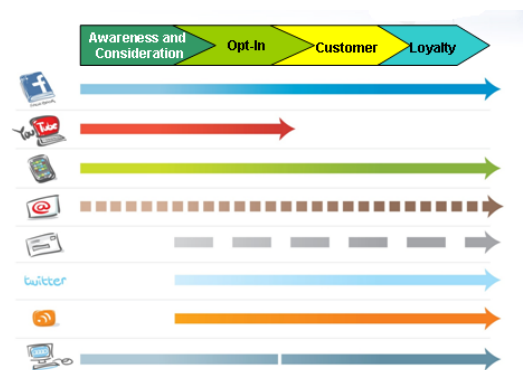 Awareness and
Consideration
Opt-In
Customer
Loyalty
f
You Tube
@
twitter